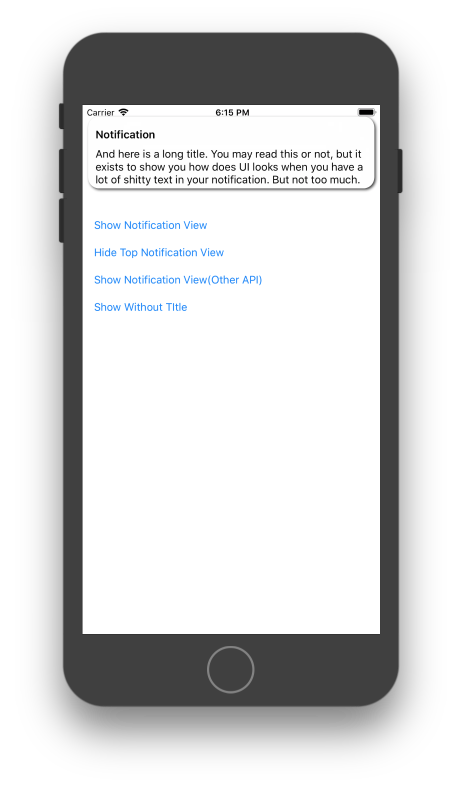 Carrier 6:15 PM
Notification
And here is a long title. You may read this or not, but it
exists to show you how does UI looks when you have a
lot of shitty text in your notification. But not too much.
Show Notification View
Hide Top Notification View
Show Notification View(Other API)
Show Without TItle